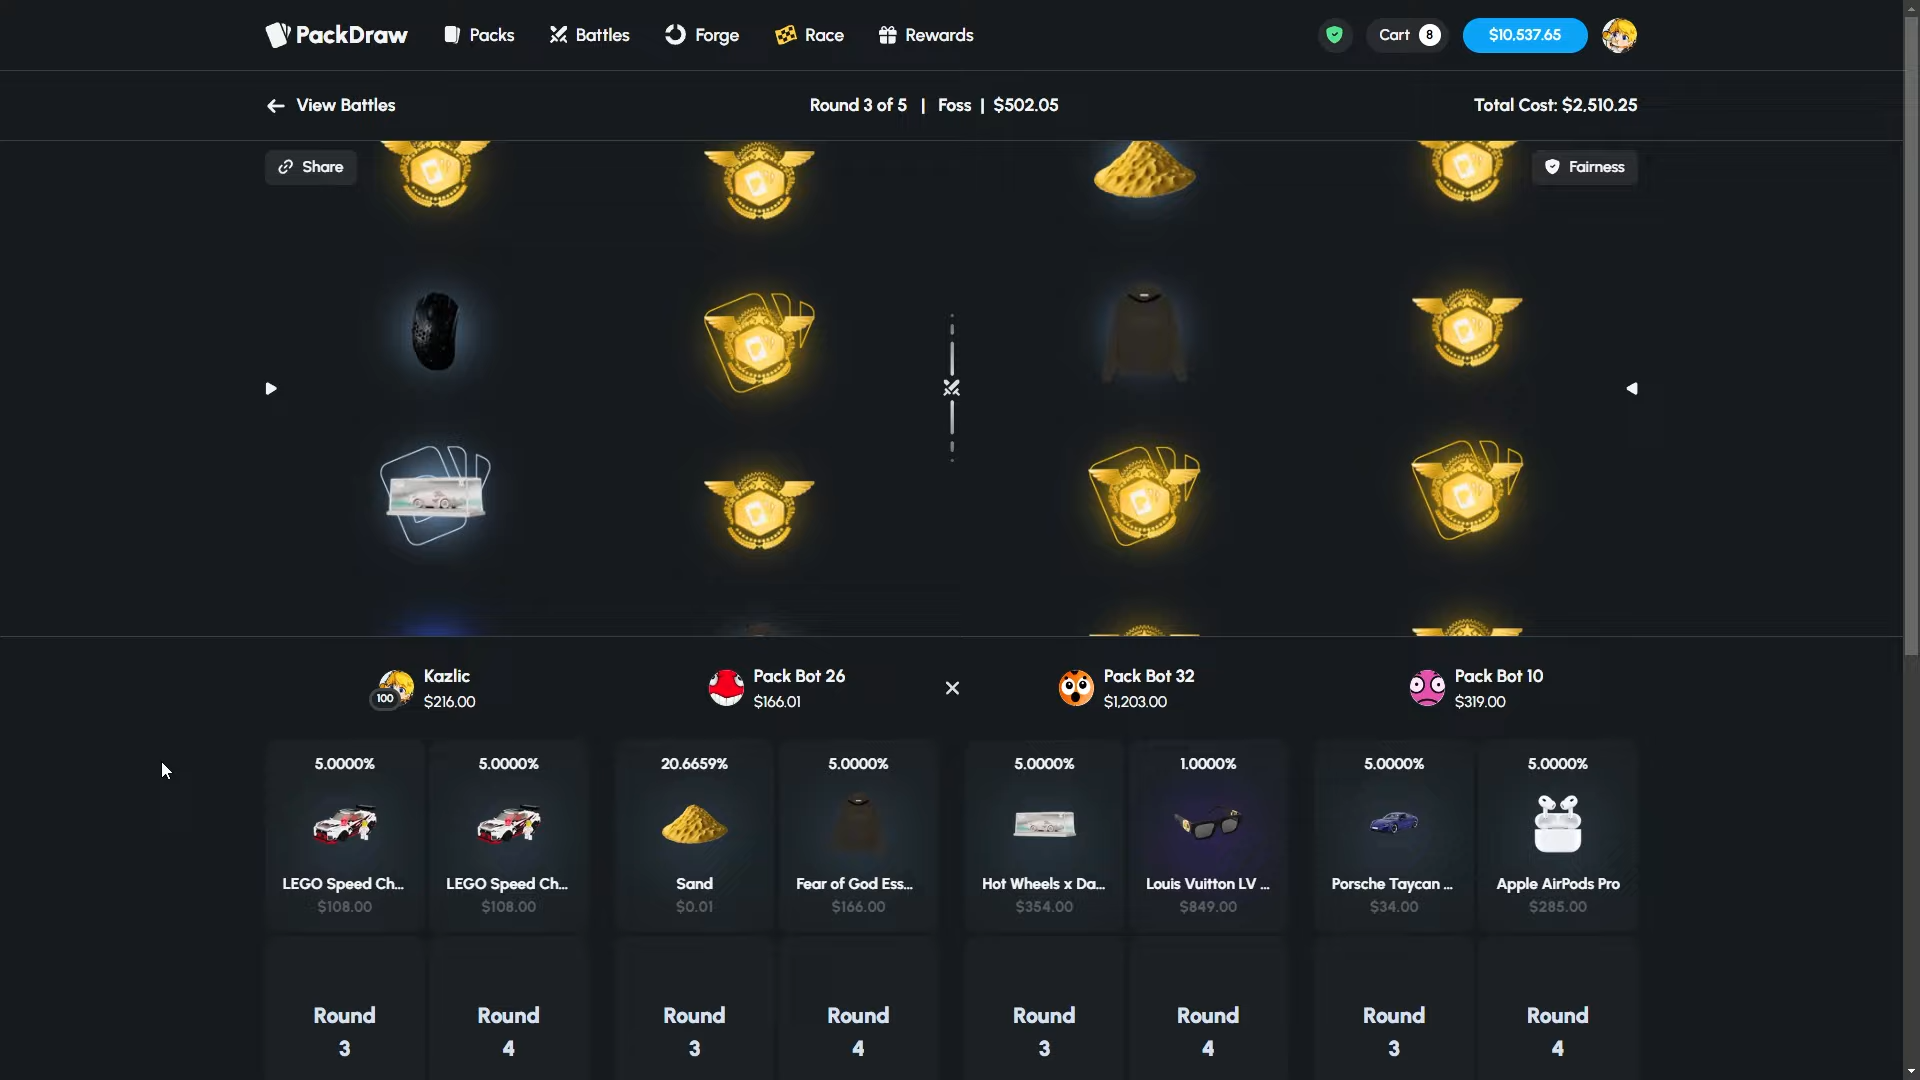 PackDraw
Packs
Battles
Forge
Race
Rewards
Cart 8
$10,537.65
View Battles
Round 3 of 5 | Foss | $502.05
Total Cost: $2,510.25
Share
Fairness
Kazlic
100
$216.00
Pack Bot 26
$166.01
Pack Bot 32
$1,203.00
Pack Bot 10
$319.00
5.0000%
LEGO Speed Ch...
$108.00
5.0000%
LEGO Speed Ch...
$108.00
20.6659%
Sand
$0.01
5.0000%
Fear of God Ess...
$166.00
5.0000%
Hot Wheels x Da...
$354.00
1.0000%
Louis Vuitton LV ...
$849.00
5.0000%
Porsche Taycan ...
$34.00
5.0000%
Apple AirPods Pro
$285.00
Round
3
Round
4
Round
3
Round
4
Round
3
Round
4
Round
3
Round
4